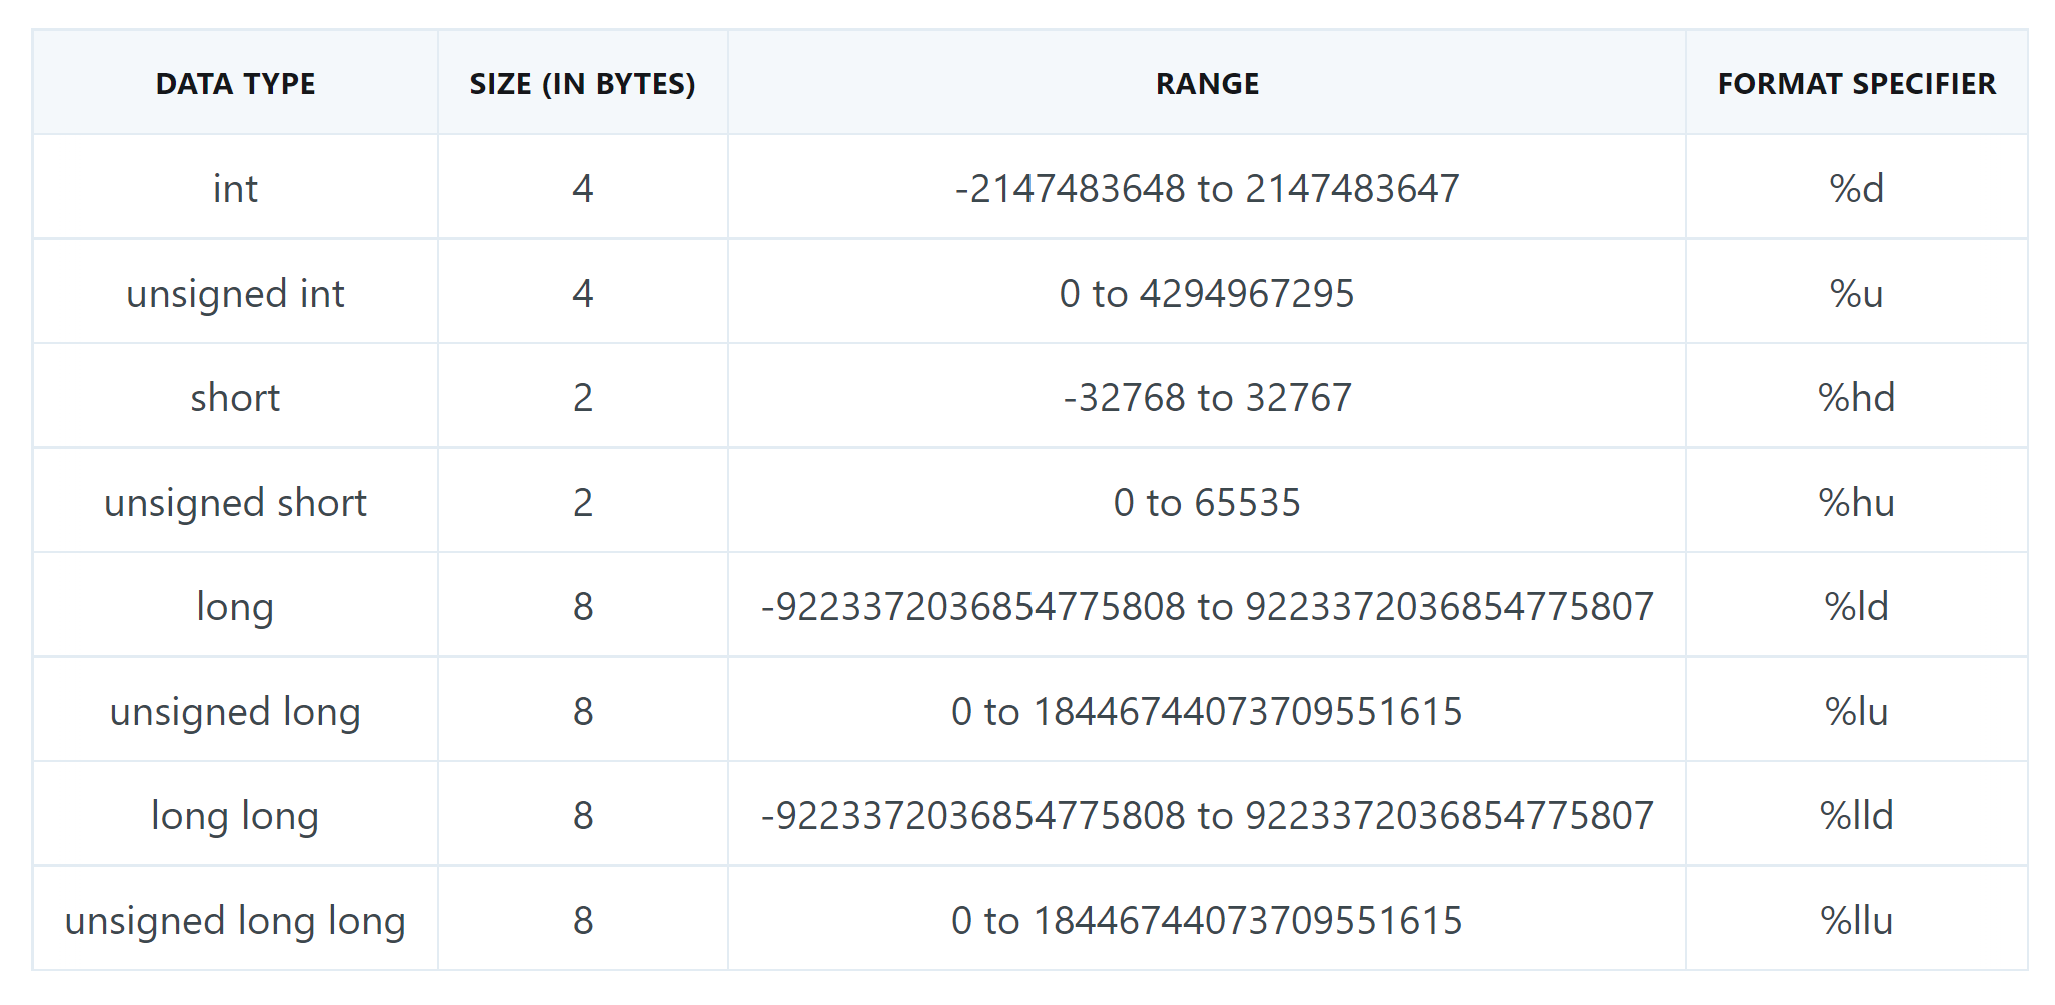 DATA TYPE SIZE (IN BYTES) RANGE FORMAT SPECIFIER
int 4 -2147483648 to 2147483647 %d
unsigned int 4 0 to 4294967295 %u
short 2 -32768 to 32767 %hd
unsigned short 2 0 to 65535 %hu
long 8 -9223372036854775808 to 9223372036854775807 %ld
unsigned long 8 0 to 18446744073709551615 %lu
long long 8 -9223372036854775808 to 9223372036854775807 %lld
unsigned long long 8 0 to 18446744073709551615 %llu